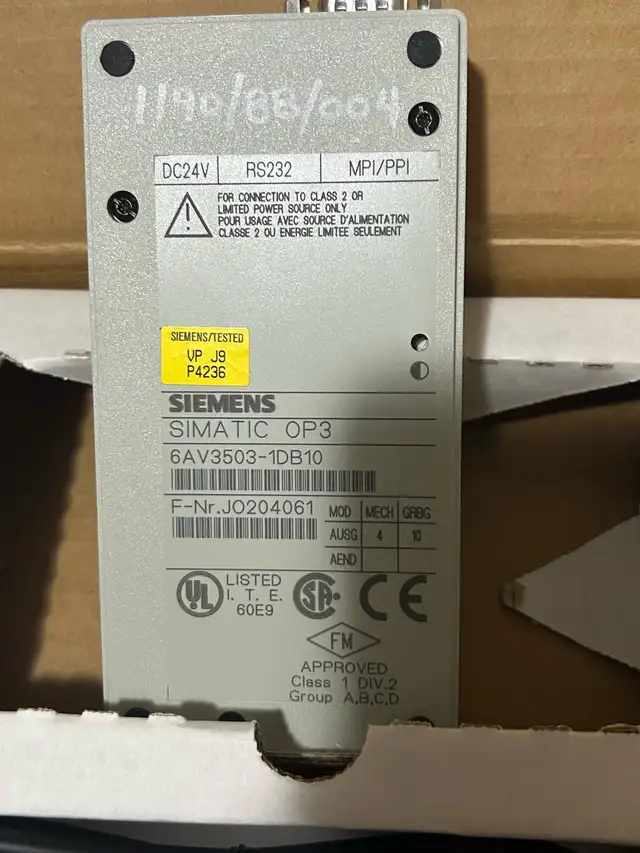 1190/BB/004
DC24V RS232 MPI/PPI
FOR CONNECTION TO CLASS 2 OR
LIMITED POWER SOURCE ONLY
POUR USAGE AVEC SOURCE D'ALIMENTATION
CLASSE 2 OU ENERGIE LIMITEE SEULEMENT
SIEMENS/TESTED
VP J9
P4236
SIEMENS
SIMATIC OP3
6AV3503-1DB10
F-Nr.JO204061
MOD MECH GRBG
AUSG 4 10
AEND
UL
LISTED
I. T. E.
60E9
SA
CE
FM
APPROVED
Class 1 DIV.2
Group A,B,C,D